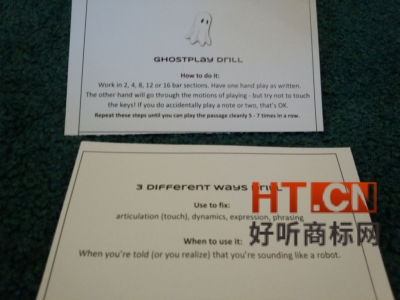 GHOSTPLAY DRILL
How to do it:
Work in 2, 4, 8, 12 or 16 bar sections. Have one hand play as written.
The other hand will go through the motions of playing - but try not to touch
the keys! If you do accidentally play a note or two, that's OK.
Repeat these steps until you can play the passage cleanly 5 - 7 times in a row.
3 DIFFERENT WAYS DRILL
Use to fix:
articulation (touch), dynamics, expression, phrasing
When to use it:
When you're told (or you realize) that you're sounding like a robot.
HT.CN
好听商标网